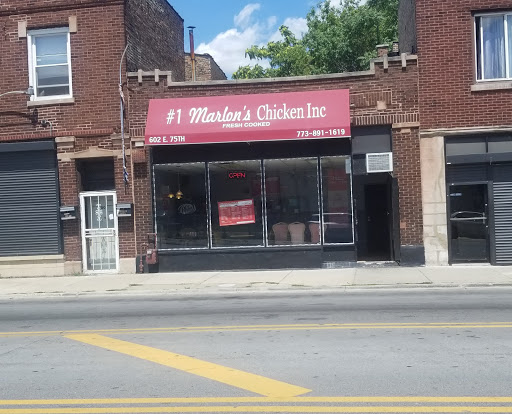 #1 Marlon's Chicken Inc
FRESH COOKED
602 E. 75TH
773-891-1619
OPEN